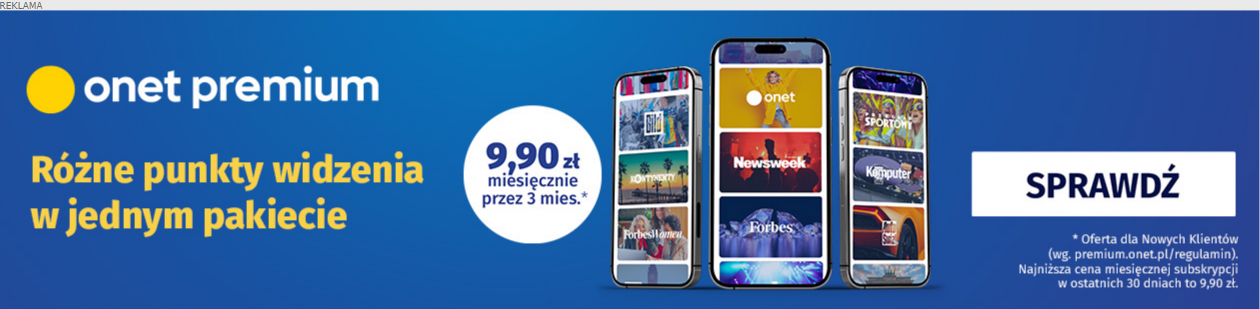 REKLAMA
onet premium
Różne punkty widzenia
w jednym pakiecie
9,90 zł
miesięcznie
przez 3 mies.*
Bild
KONTYNENTY
ForbesWomen
onet
Newsweek
Forbes
PRZEGLĄD
SPORTOWY
Komputer
SPRAWDŹ
* Oferta dla Nowych Klientów
(wg. premium.onet.pl/regulamin).
Najniższa cena miesięcznej subskrypcji
w ostatnich 30 dniach to 9,90 zł.